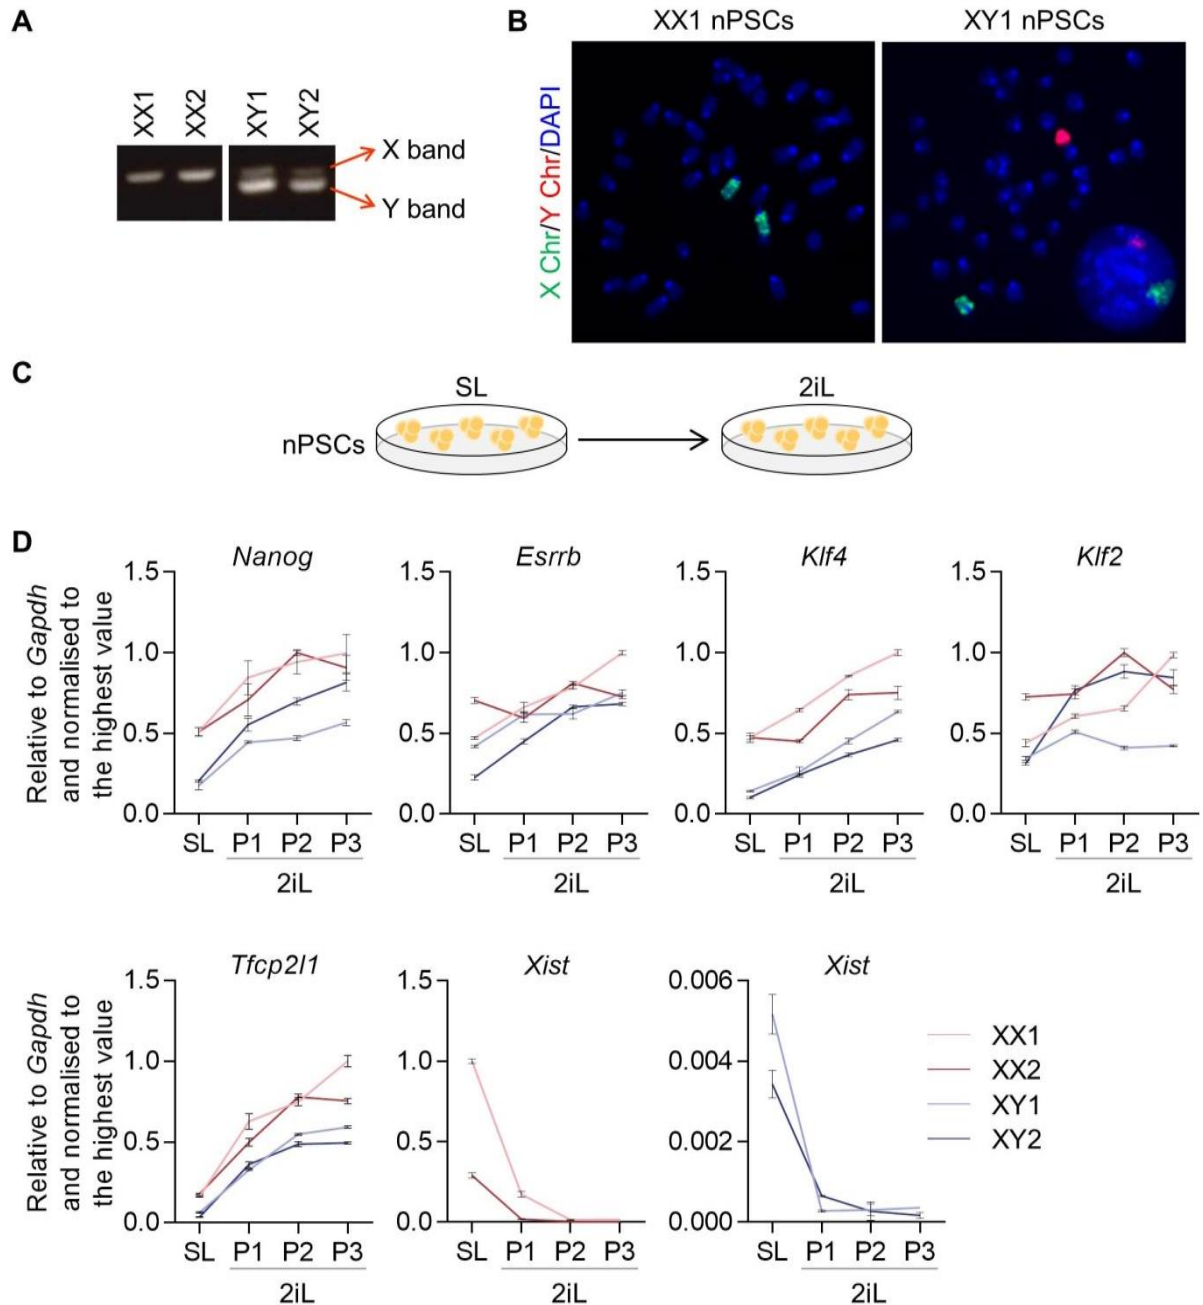 A
XX1
XX2
XY1
XY2
X band
Y band
B
XX1 nPSCs
XY1 nPSCs
X Chr/Y Chr/DAPI
C
SL
2iL
nPSCs
D
Relative to Gapdh
and normalised to
the highest value
Nanog
1.5
1.0
0.5
0.0
SL P1 P2 P3
2iL
Esrrb
1.5
1.0
0.5
0.0
SL P1 P2 P3
2iL
Klf4
1.5
1.0
0.5
0.0
SL P1 P2 P3
2iL
Klf2
1.5
1.0
0.5
0.0
SL P1 P2 P3
2iL
Relative to Gapdh
and normalised to
the highest value
Tfcp2l1
1.5
1.0
0.5
0.0
SL P1 P2 P3
2iL
Xist
1.5
1.0
0.5
0.0
SL P1 P2 P3
2iL
Xist
0.006
0.004
0.002
0.000
SL P1 P2 P3
2iL
XX1
XX2
XY1
XY2